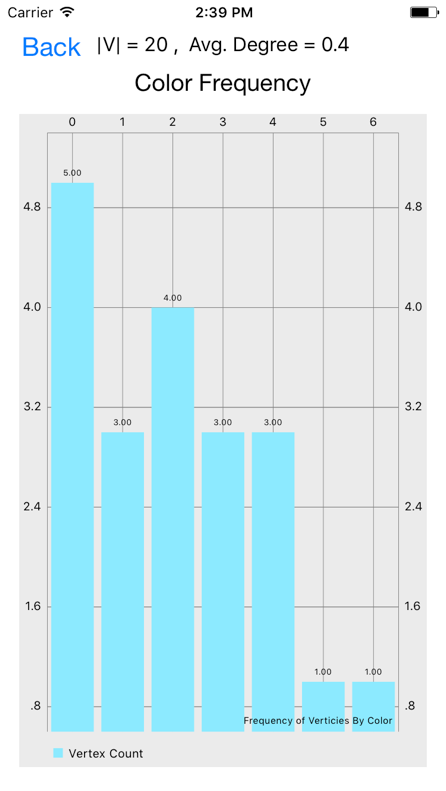 Carrier 2:39 PM
Back |V| = 20 , Avg. Degree = 0.4
Color Frequency
0 1 2 3 4 5 6
5.00
4.8 4.8
4.00
4.0 4.0
3.2 3.2
3.00 3.00 3.00
2.4 2.4
1.6 1.6
1.00 1.00
.8 .8
Frequency of Verticies By Color
Vertex Count